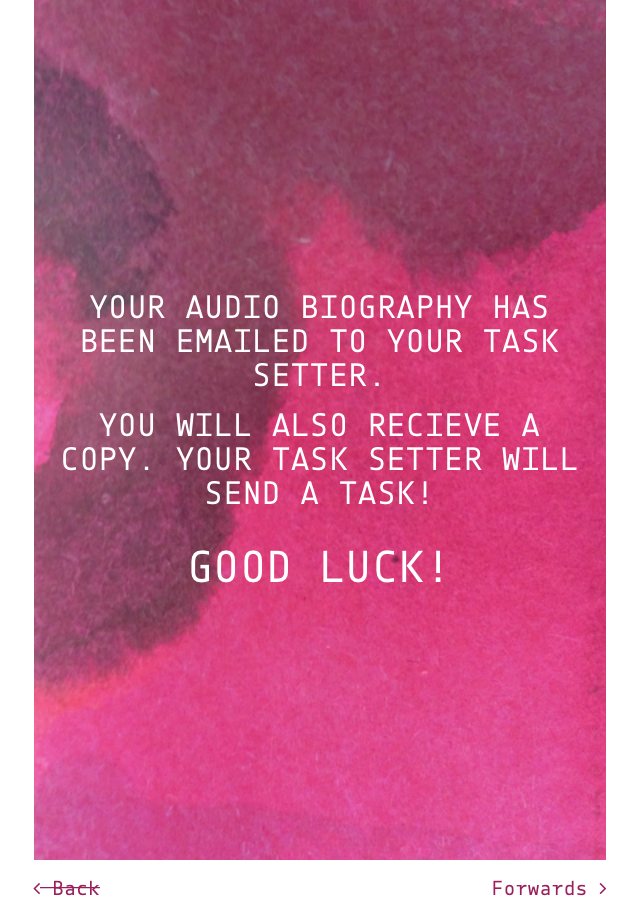 YOUR AUDIO BIOGRAPHY HAS
BEEN EMAILED TO YOUR TASK
SETTER.
YOU WILL ALSO RECIEVE A
COPY. YOUR TASK SETTER WILL
SEND A TASK!
GOOD LUCK!
Back
Forwards